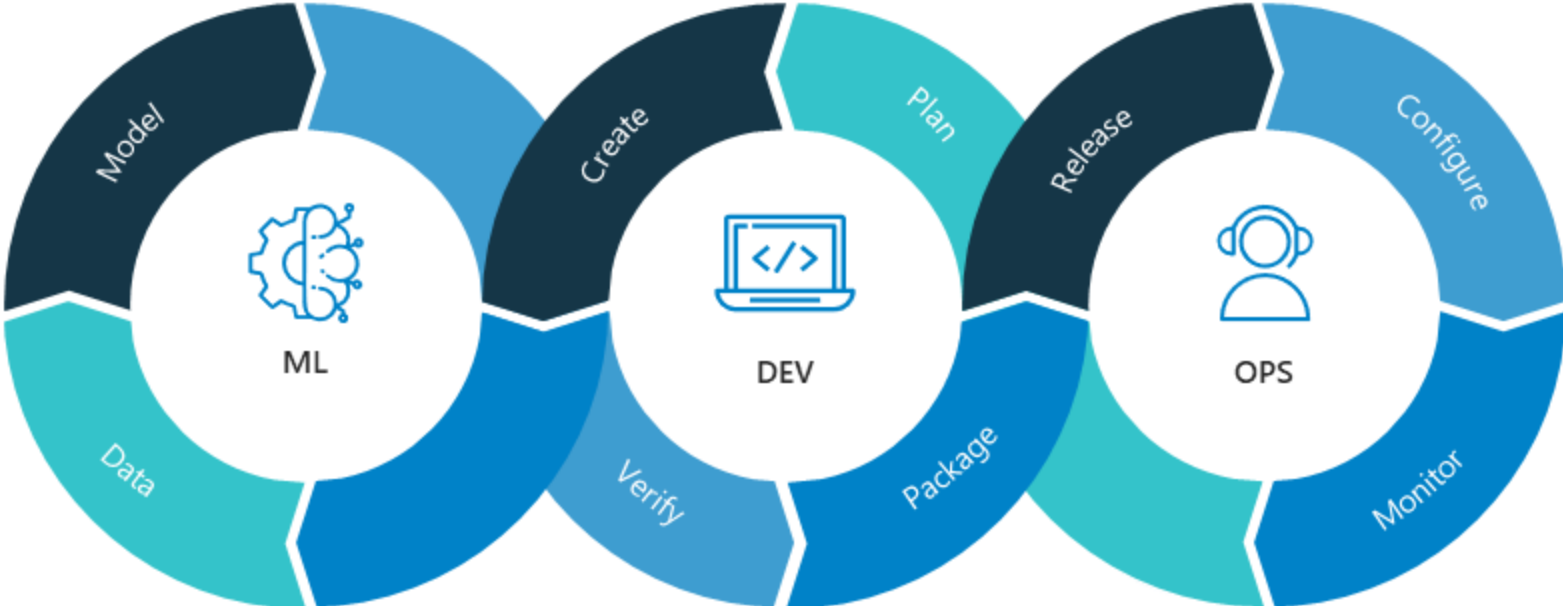 Model
Create
Plan
Release
Configure
ML
DEV
OPS
Data
Verify
Package
Monitor